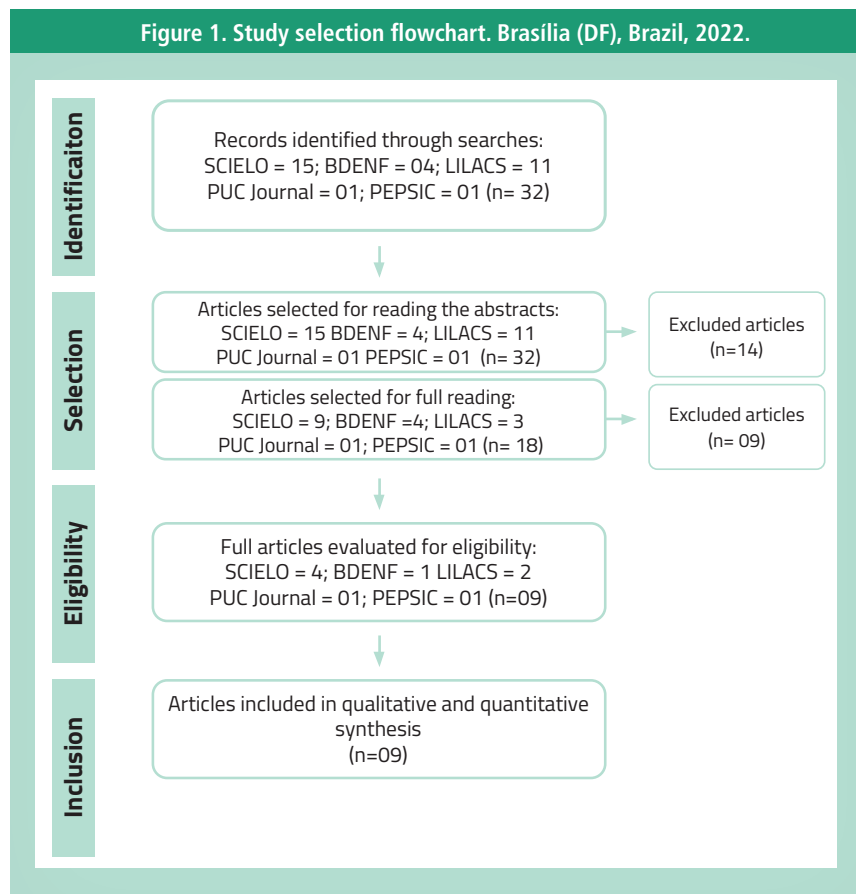 Figure 1. Study selection flowchart. Brasília (DF), Brazil, 2022.
Identificaiton
Records identified through searches:
SCIELO = 15; BDENF = 04; LILACS = 11
PUC Journal = 01; PEPSIC = 01 (n= 32)
Selection
Articles selected for reading the abstracts:
SCIELO = 15 BDENF = 4; LILACS = 11
PUC Journal = 01 PEPSIC = 01 (n= 32)
Excluded articles
(n=14)
Articles selected for full reading:
SCIELO = 9; BDENF =4; LILACS = 3
PUC Journal = 01; PEPSIC = 01 (n= 18)
Excluded articles
(n= 09)
Eligibility
Full articles evaluated for eligibility:
SCIELO = 4; BDENF = 1 LILACS = 2
PUC Journal = 01; PEPSIC = 01 (n=09)
Inclusion
Articles included in qualitative and quantitative
synthesis
(n=09)